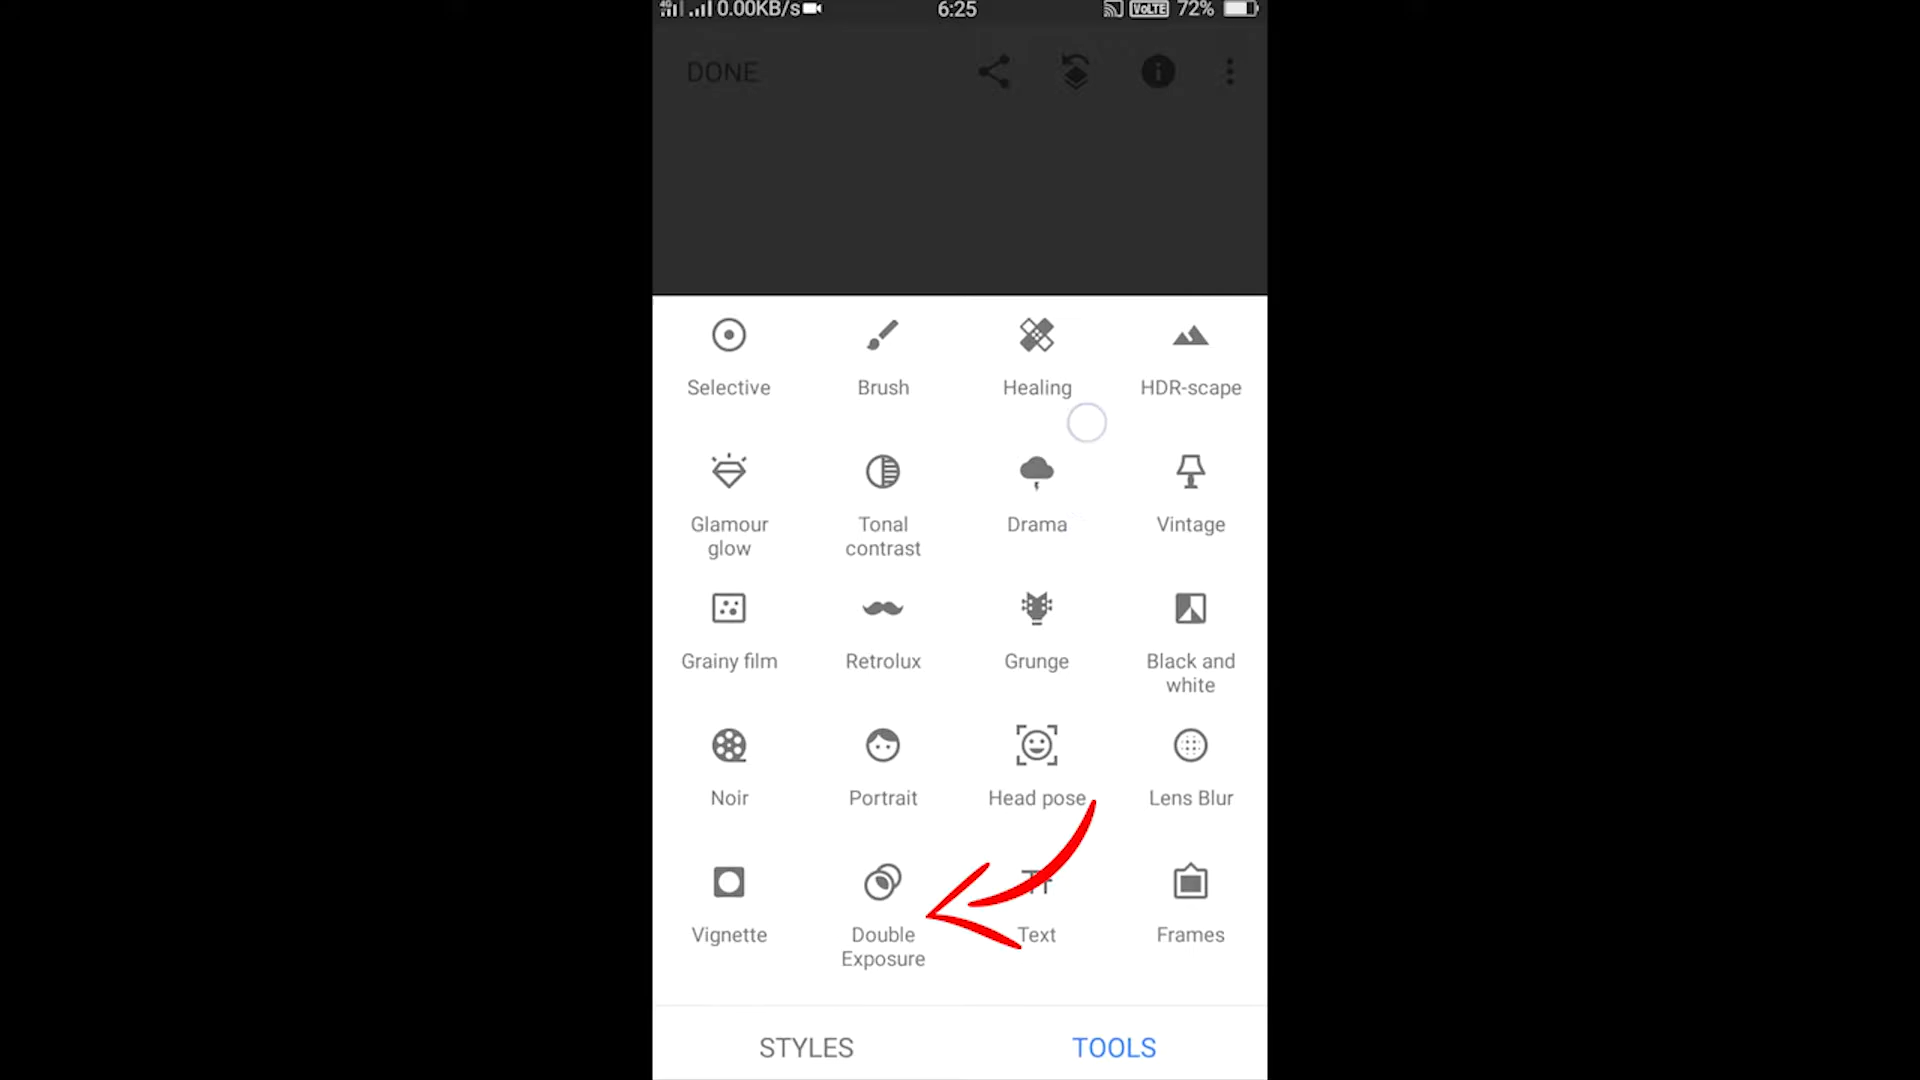 4G 0.00KB/s 6:25 VoLTE 72%
DONE
Selective Brush Healing HDR-scape
Glamour glow Tonal contrast Drama Vintage
Grainy film Retrolux Grunge Black and white
Noir Portrait Head pose Lens Blur
Vignette Double Exposure Text Frames
STYLES TOOLS